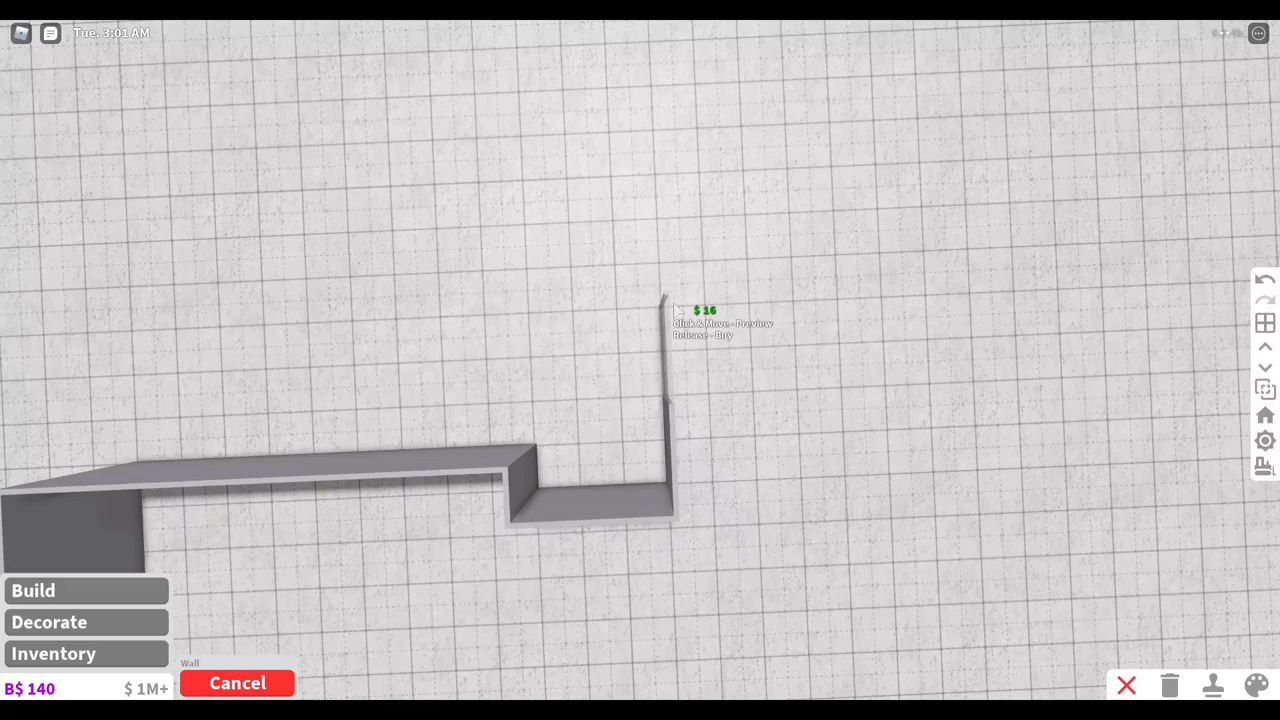 Tue. 3:01 AM
$ 16
Click & Move - Preview
Release - Buy
Build
Decorate
Inventory
Wall
B$ 140
$ 1M+
Cancel